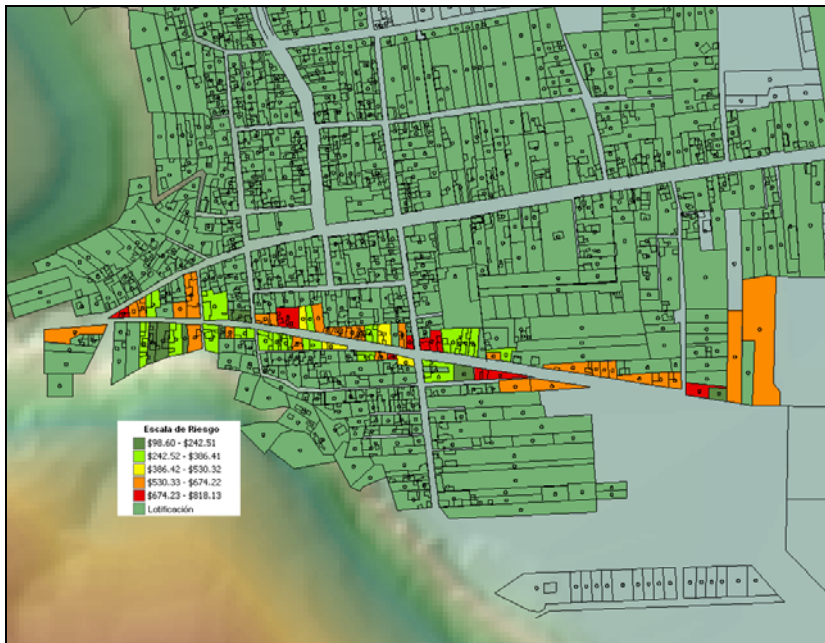 Escala de Riesgo
$98.60 - $242.51
$242.52 - $386.41
$386.42 - $530.32
$530.33 - $674.22
$674.23 - $818.13
Lotificación